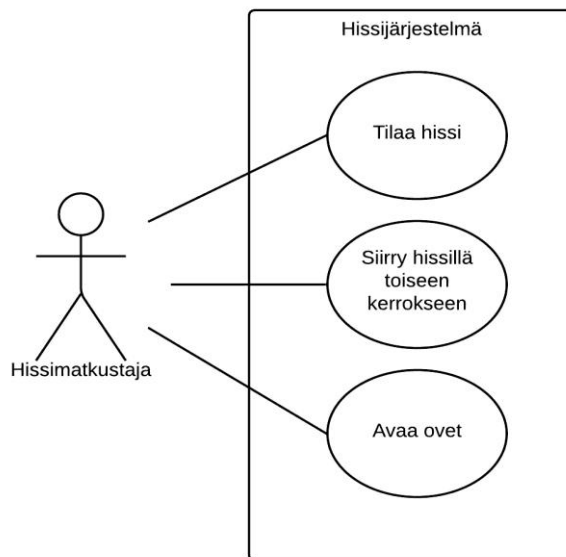 Hissijärjestelmä
Tilaa hissi
Siirry hissillä
toiseen
kerrokseen
Hissimatkustaja
Avaa ovet